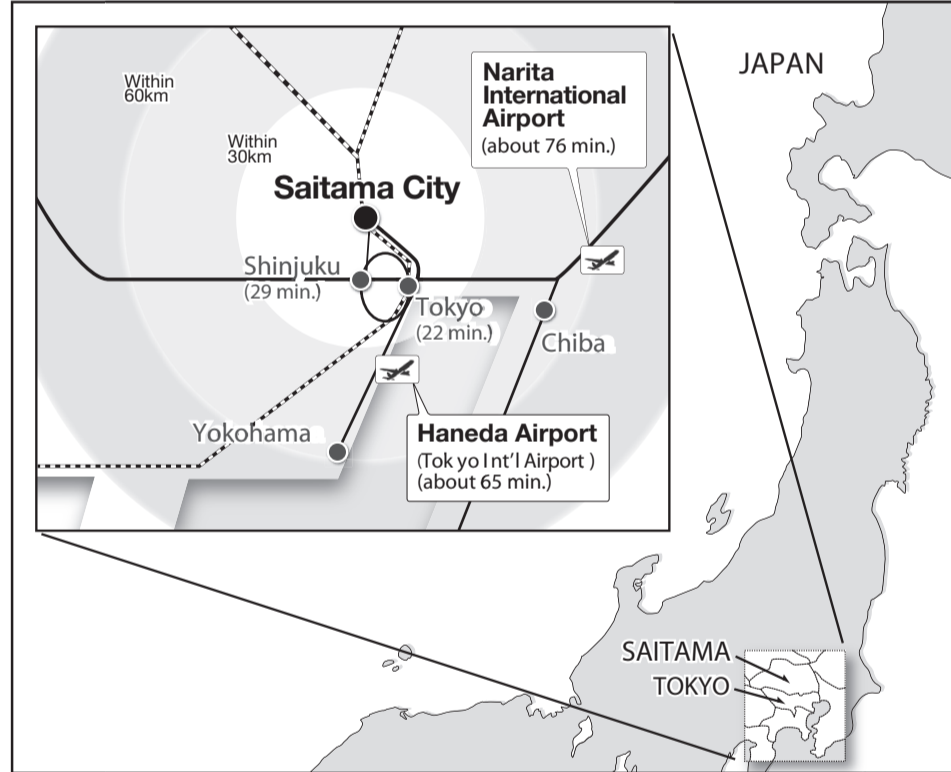 JAPAN
Within
60km
Within
30km
Narita
International
Airport
(about 76 min.)
Saitama City
Shinjuku
(29 min.)
Tokyo
(22 min.)
Chiba
Yokohama
Haneda Airport
(Tok yo Int'l Airport )
(about 65 min.)
SAITAMA
TOKYO